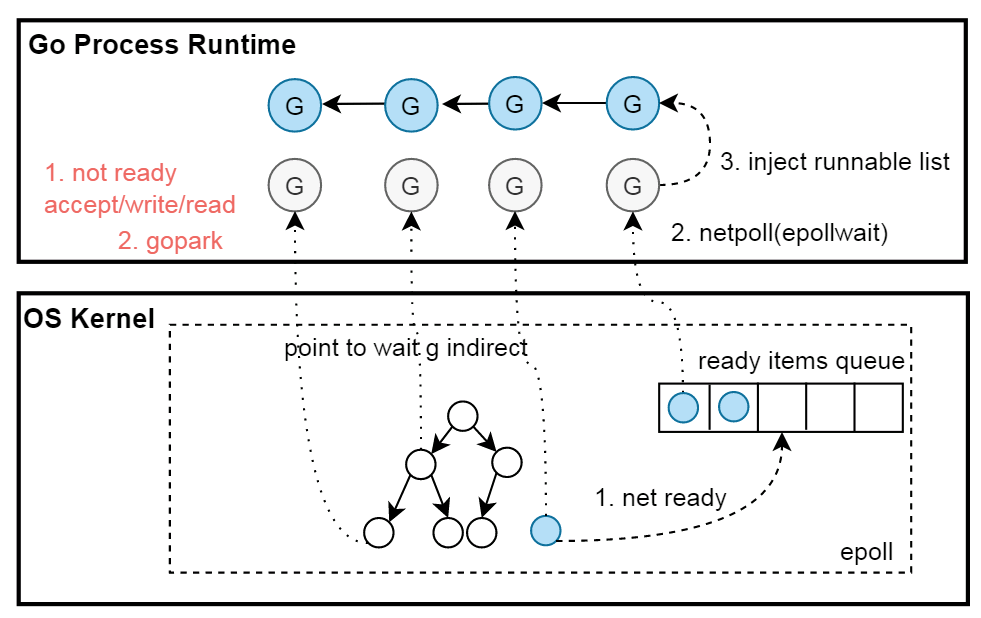 Go Process Runtime
G
G
G
G
1. not ready
accept/write/read
2. gopark
G
G
G
G
3. inject runnable list
2. netpoll(epollwait)
OS Kernel
point to wait g indirect
ready items queue
1. net ready
epoll